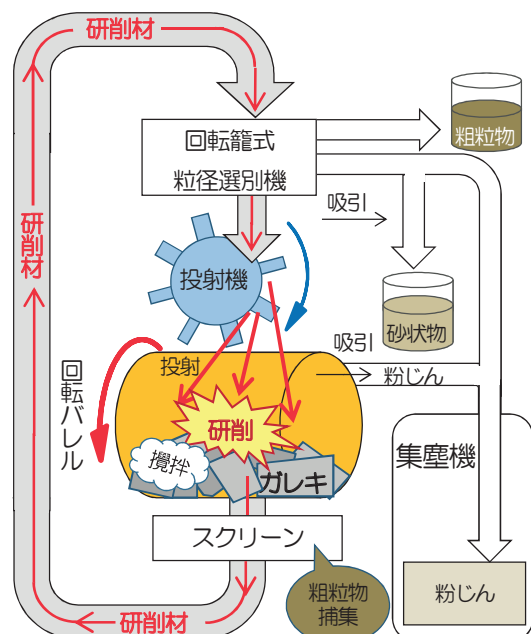 研削材
回転籠式
粒径選別機
粗粒物
吸引
研削材
投射機
砂状物
吸引
投射
粉じん
回転バレル
研削
攪拌
ガレキ
集塵機
スクリーン
粗粒物
捕集
粉じん
研削材